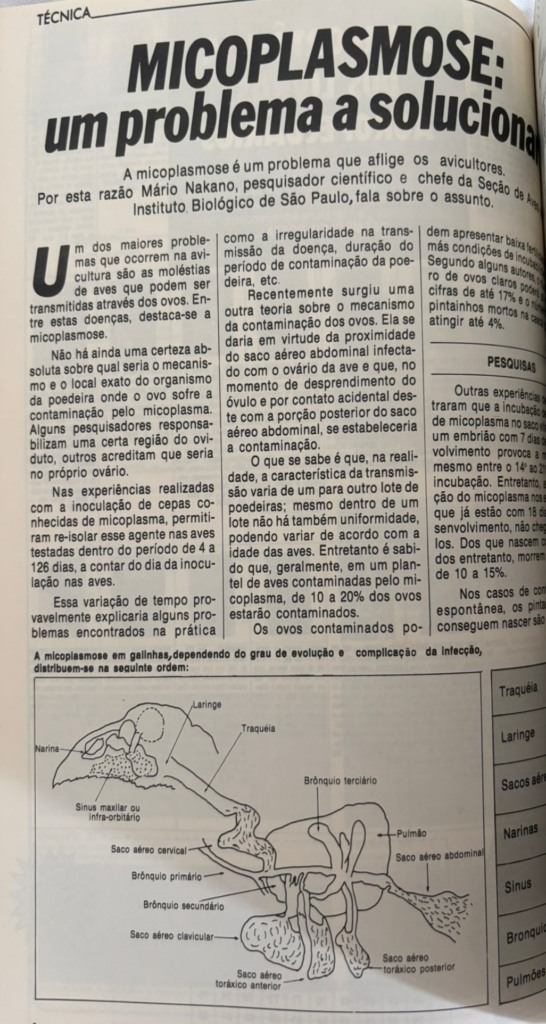 TÉCNICA
MICOPLASMOSE:
um problema a soluciona
A micoplasmose é um problema que aflige os avicultores.
Por esta razão Mário Nakano, pesquisador científico e chefe da Seção de
Instituto Biológico de São Paulo, fala sobre o assunto.
Um dos maiores proble-
mas que ocorrem na avi-
cultura são as moléstias
de aves que podem ser
transmitidas através dos ovos. En-
tre estas doenças, destaca-se a
micoplasmose.
Não há ainda uma certeza ab-
soluta sobre qual seria o mecanis-
mo e o local exato do organismo
da poedeira onde o ovo sofre a
contaminação pelo micoplasma.
Alguns pesquisadores responsa-
bilizam uma certa região do ovi-
duto, outros acreditam que seria
no próprio ovário.
Nas experiências realizadas
com a inoculação de cepas co-
nhecidas de micoplasma, permiti-
ram re-isolar esse agente nas aves
testadas dentro do período de 4 a
126 dias, a contar do dia da inocu-
lação nas aves.
Essa variação de tempo pro-
vavelmente explicaria alguns pro-
blemas encontrados na prática
como a irregularidade na trans-
missão da doença, duração do
período de contaminação da poe-
deira, etc.
Recentemente surgiu uma
outra teoria sobre o mecanismo
da contaminação dos ovos. Ela se
daria em virtude da proximidade
do saco aéreo abdominal infecta-
do com o ovário da ave e que, no
momento de desprendimento do
óvulo e por contato acidental des-
te com a porção posterior do saco
aéreo abdominal, se estabeleceria
a contaminação.
O que se sabe é que, na reali-
dade, a característica da transmis-
são varia de um para outro lote de
poedeiras; mesmo dentro de um
lote não há também uniformidade,
podendo variar de acordo com a
idade das aves. Entretanto é sabi-
do que, geralmente, em um plan-
tel de aves contaminadas pelo mi-
coplasma, de 10 a 20% dos ovos
estarão contaminados.
Os ovos contaminados po-
dem apresentar baixa
más condições de
Segundo alguns autores,
ro de ovos claros
cifras de até 17% e o
pintainhos mortos na
atingir até 4%.
PESQUISAS
Outras experiências
traram que a incubação
de micoplasma no saco
um embrião com 7 dias
volvimento provoca a
mesmo entre o 14º
incubação. Entretanto,
ção do micoplasma nos
que já estão com 18
senvolvimento, não
los. Dos que nascem
dos entretanto, morrem
de 10 a 15%.
Nos casos de
espontânea, os
conseguem nascer são
A micoplasmose em galinhas, dependendo do grau de evolução e complicação da infecção,
distribuem-se na seguinte ordem:
Laringe
Traquéia
Narina
Sinus maxilar ou
infra-orbitário
Brônquio terciário
Pulmão
Saco aéreo cervical
Saco aéreo abdominal
Brônquio primário
Brônquio secundário
Saco aéreo clavicular
Saco aéreo
toráxico anterior
Saco aéreo
toráxico posterior
Traquéia
Laringe
Sacos
Narinas
Sinus
Pulmões